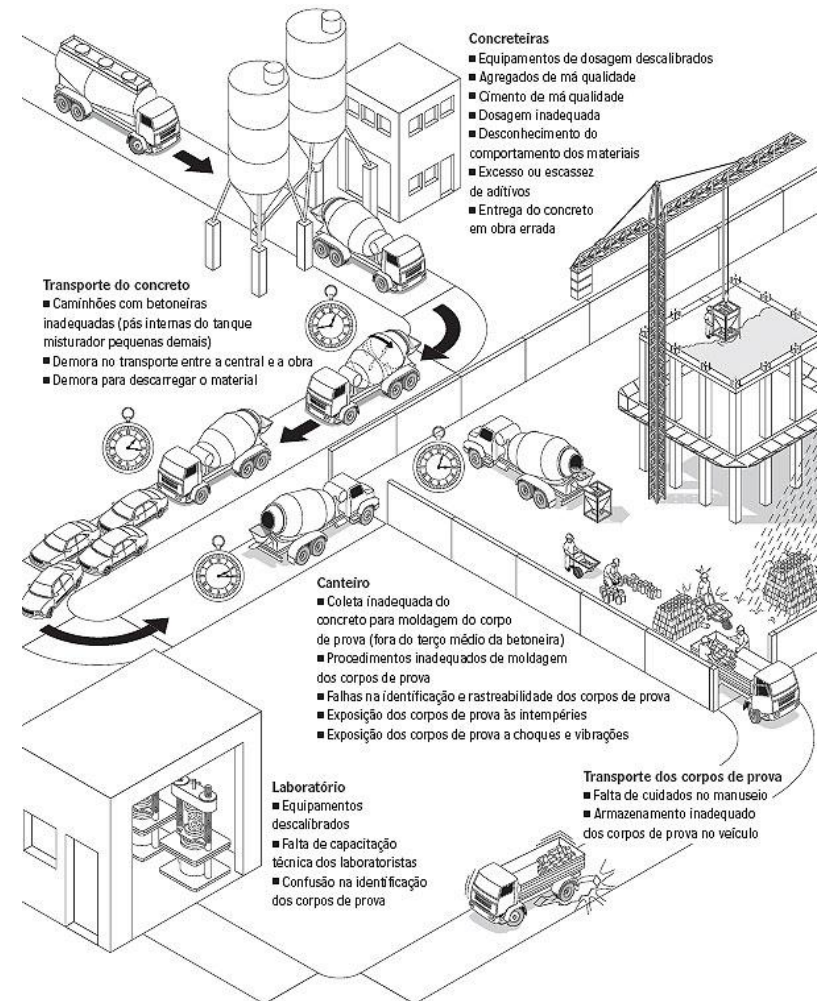 Concreteiras
■ Equipamentos de dosagem descalibrados
■ Agregados de má qualidade
■ Cimento de má qualidade
■ Dosagem inadequada
■ Desconhecimento do
comportamento dos materiais
■ Excesso ou escassez
de aditivos
■ Entrega do concreto
em obra errada
Transporte do concreto
■ Caminhões com betoneiras
inadequadas (pás internas do tanque
misturador pequenas demais)
■ Demora no transporte entre a central e a obra
■ Demora para descarregar o material
Canteiro
■ Coleta inadequada do
concreto para moldagem do corpo
de prova (fora do terço médio da betoneira)
■ Procedimentos inadequados de moldagem
dos corpos de prova
■ Falhas na identificação e rastreabilidade dos corpos de prova
■ Exposição dos corpos de prova às intempéries
■ Exposição dos corpos de prova a choques e vibrações
Transporte dos corpos de prova
■ Falta de cuidados no manuseio
■ Armazenamento inadequado
dos corpos de prova no veículo
Laboratório
■ Equipamentos
descalibrados
■ Falta de capacitação
técnica dos laboratoristas
■ Confusão na identificação
dos corpos de prova